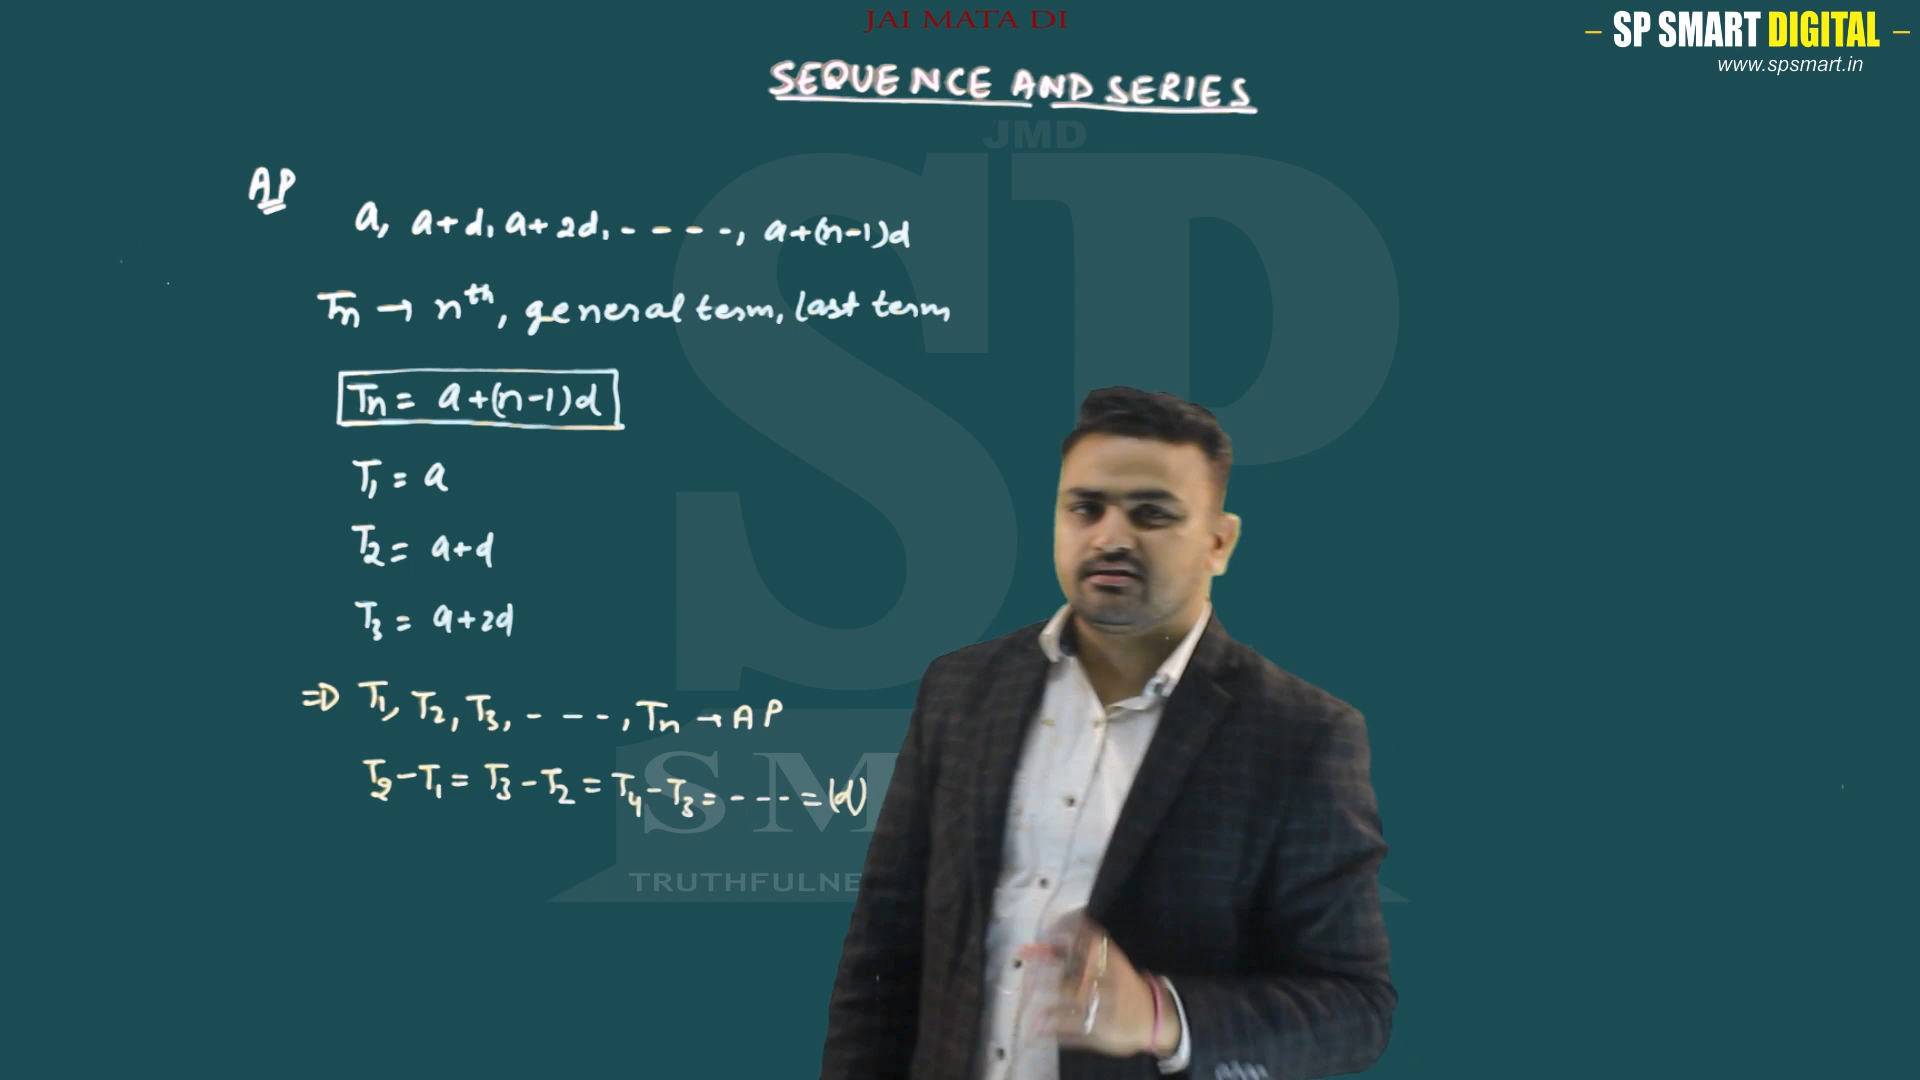 JAI MATA DI
– SP SMART DIGITAL –
www.spsmart.in
SEQUENCE AND SERIES
JMD
AP
a, a+d, a+2d, - - - - -, a+(n-1)d
Tn → nth, general term, last term
Tn = a+(n-1)d
T1 = a
T2 = a+d
T3 = a+2d
⇒ T1, T2, T3, - - - -, Tn → AP
T2-T1 = T3-T2 = T4-T3 = - - - - = (d)
SP
SM
TRUTHFULNE